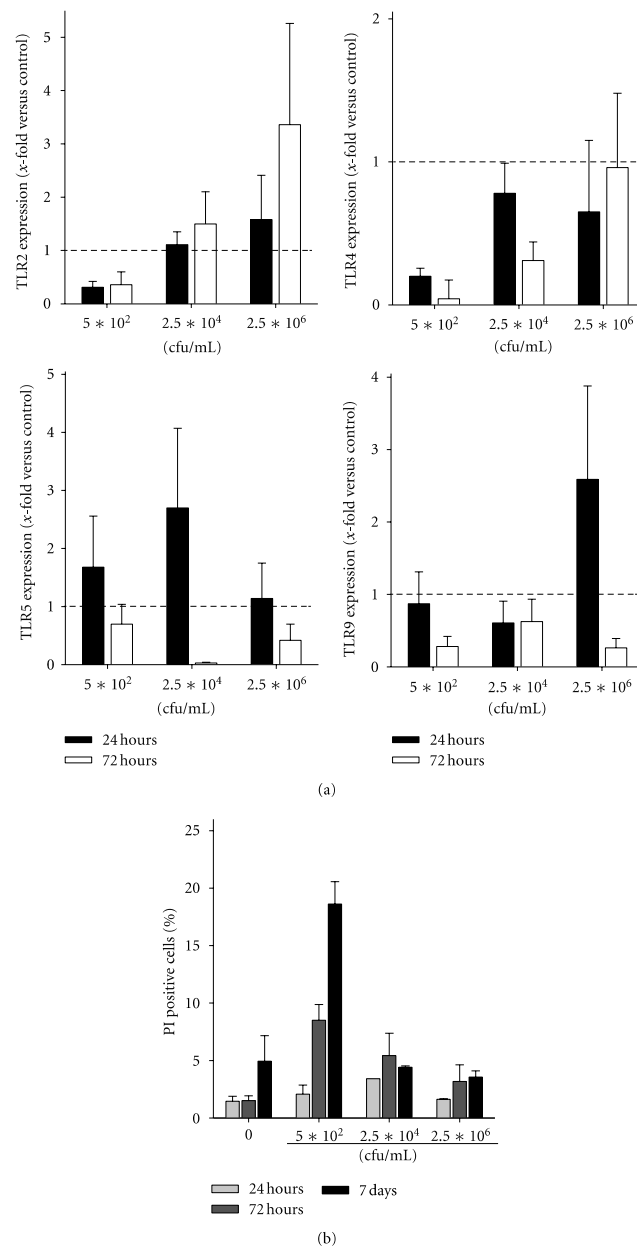 TLR2 expression (x-fold versus control)
5
4
3
2
1
0
5 ∗ 10² 2.5 ∗ 10⁴ 2.5 ∗ 10⁶
(cfu/mL)
TLR4 expression (x-fold versus control)
2
1
0
5 ∗ 10² 2.5 ∗ 10⁴ 2.5 ∗ 10⁶
(cfu/mL)
TLR5 expression (x-fold versus control)
5
4
3
2
1
0
5 ∗ 10² 2.5 ∗ 10⁴ 2.5 ∗ 10⁶
(cfu/mL)
24 hours
72 hours
TLR9 expression (x-fold versus control)
4
3
2
1
0
5 ∗ 10² 2.5 ∗ 10⁴ 2.5 ∗ 10⁶
(cfu/mL)
24 hours
72 hours
(a)
PI positive cells (%)
25
20
15
10
5
0
0 5 ∗ 10² 2.5 ∗ 10⁴ 2.5 ∗ 10⁶
(cfu/mL)
24 hours 7 days
72 hours
(b)